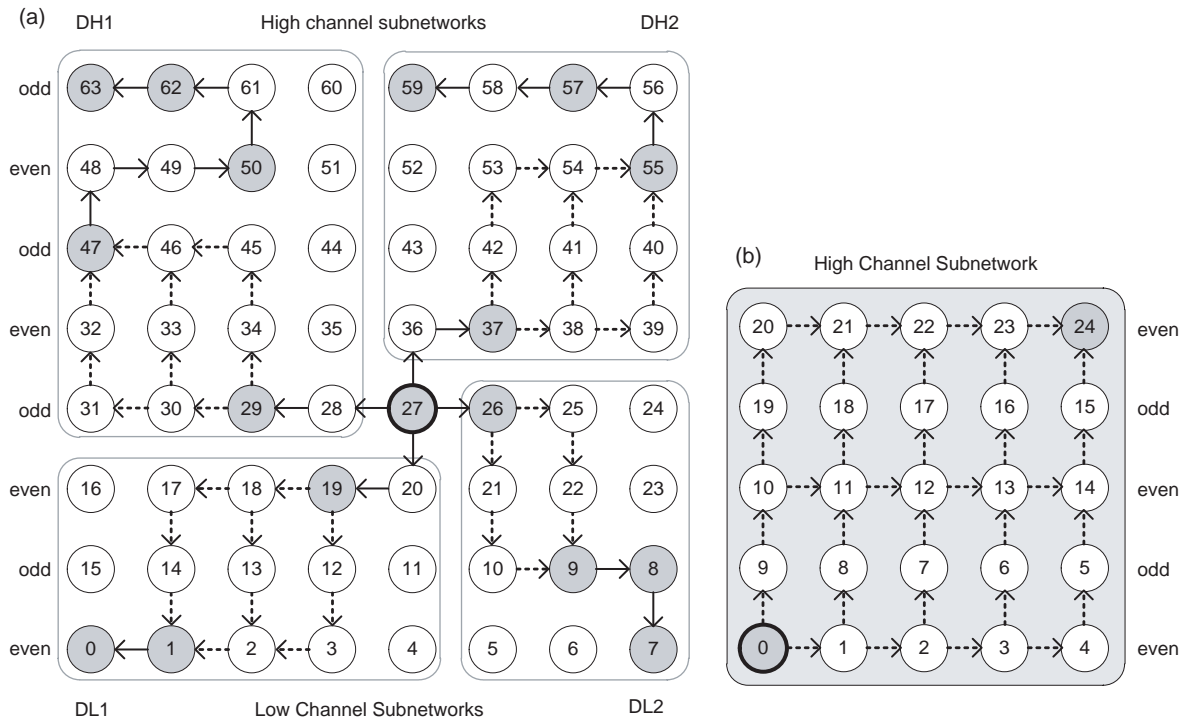 (a)
DH1 High channel subnetworks DH2
odd 63 62 61 60 59 58 57 56
even 48 49 50 51 52 53 54 55
odd 47 46 45 44 43 42 41 40
even 32 33 34 35 36 37 38 39
odd 31 30 29 28 27 26 25 24
even 16 17 18 19 20 21 22 23
odd 15 14 13 12 11 10 9 8
even 0 1 2 3 4 5 6 7
DL1 Low Channel Subnetworks DL2
(b)
High Channel Subnetwork
20 21 22 23 24 even
19 18 17 16 15 odd
10 11 12 13 14 even
9 8 7 6 5 odd
0 1 2 3 4 even